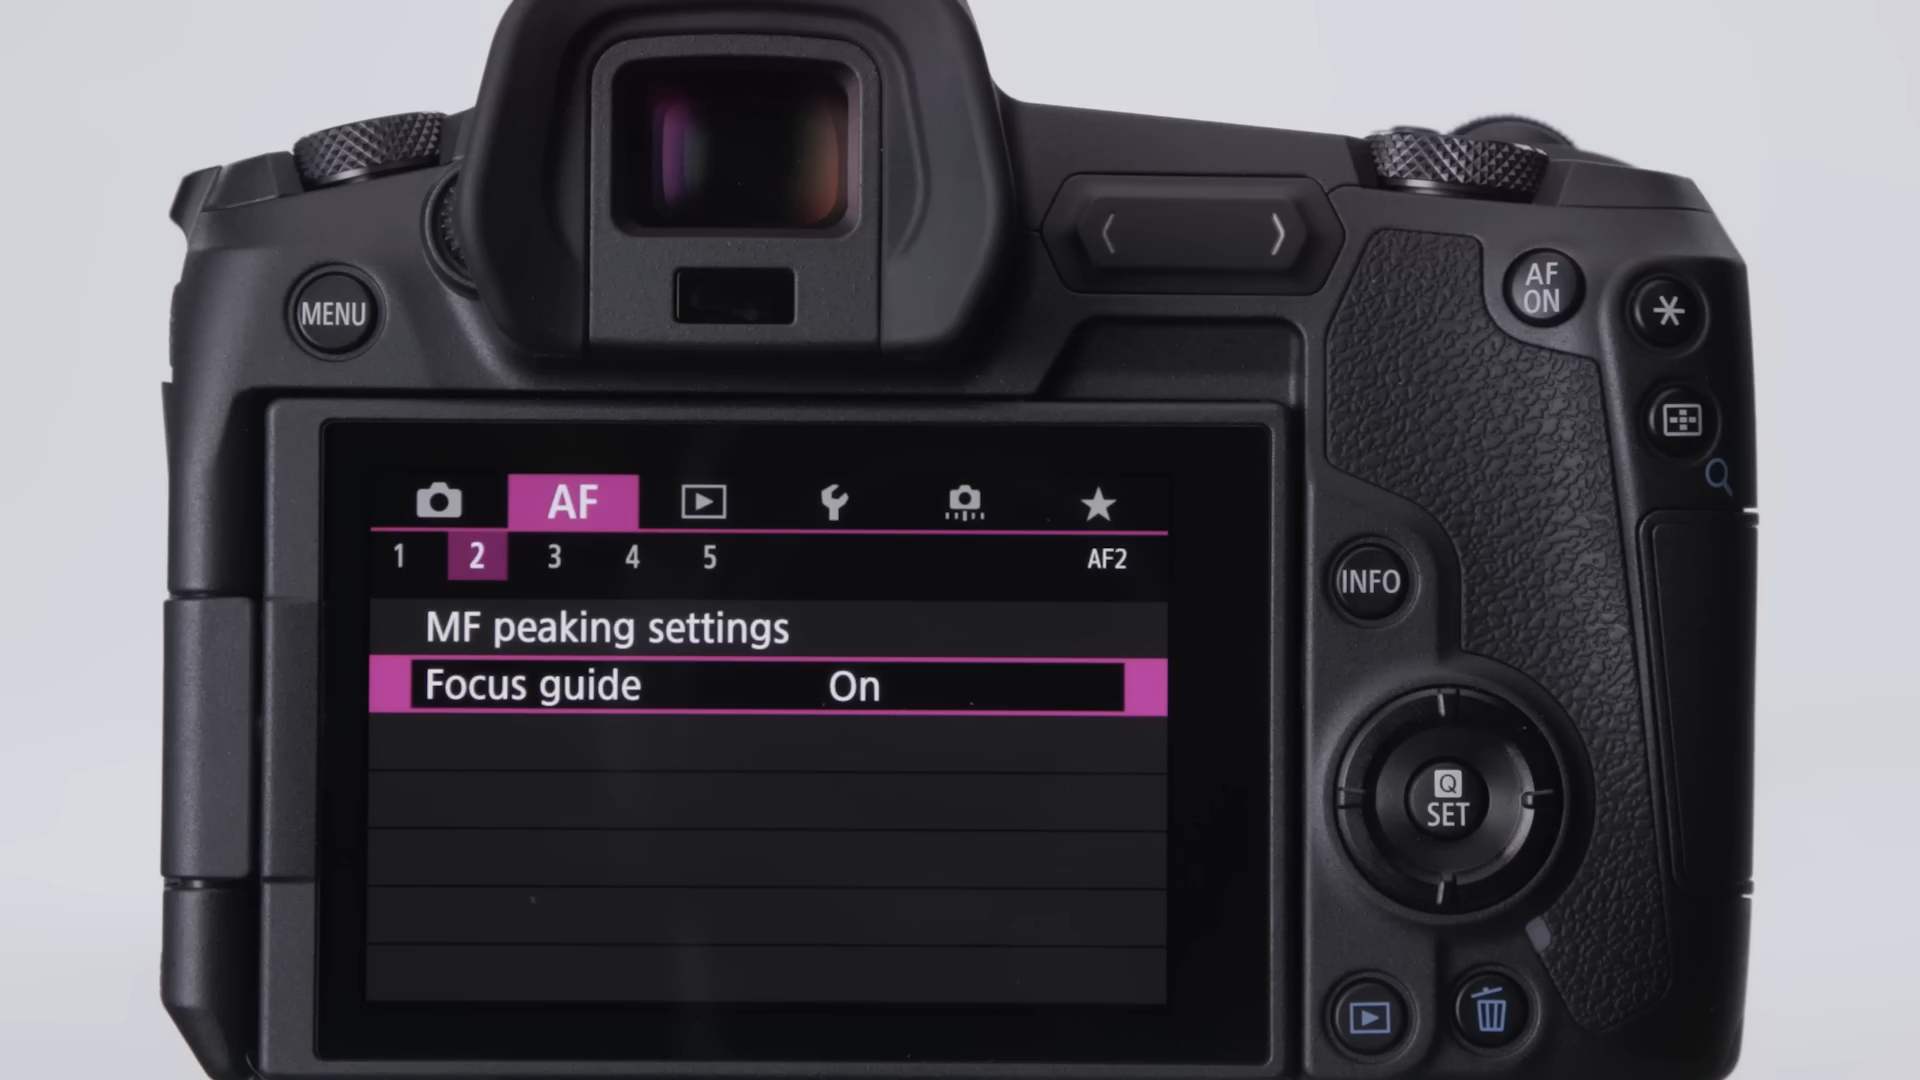 MENU
AF
ON
AF
1 2 3 4 5 AF2
MF peaking settings
Focus guide On
INFO
Q
SET